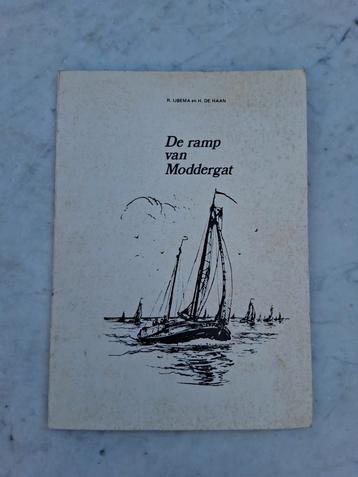 R. IJBEMA en H. DE HAAN
De ramp
van
Moddergat